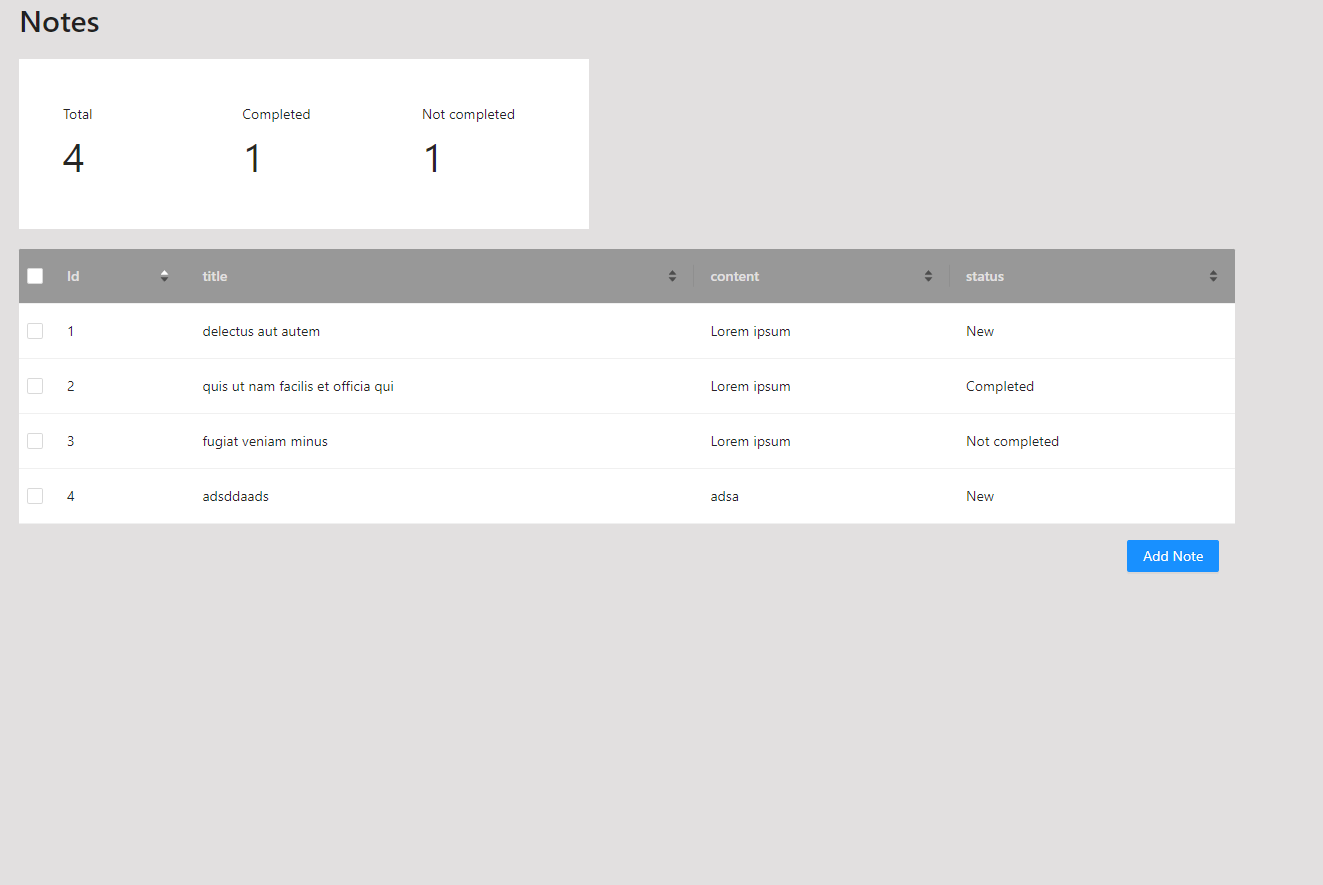 Notes
Total Completed Not completed
4 1 1
Id title content status
1 delectus aut autem Lorem ipsum New
2 quis ut nam facilis et officia qui Lorem ipsum Completed
3 fugiat veniam minus Lorem ipsum Not completed
4 adsddaads adsa New
Add Note